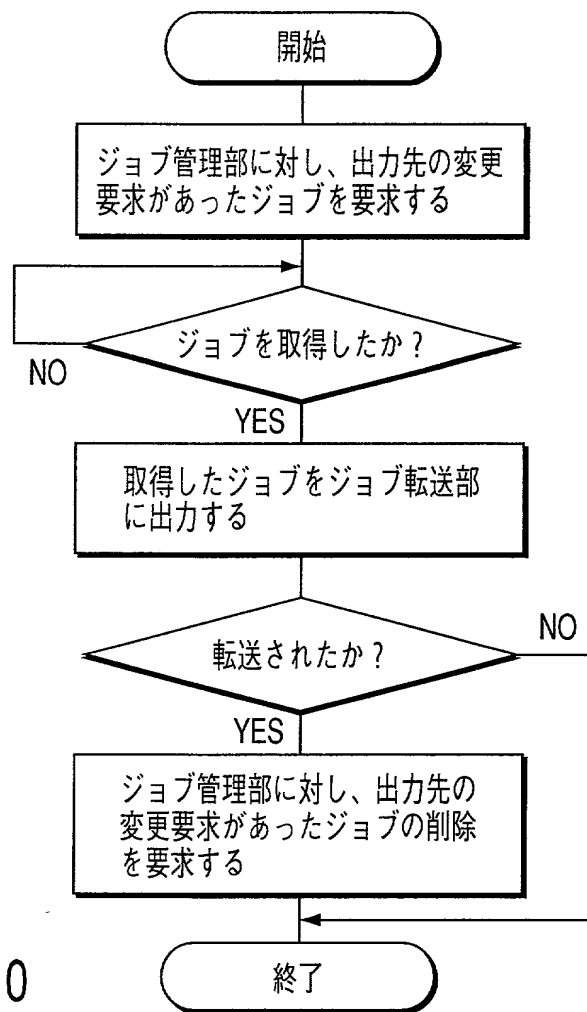 開始
ジョブ管理部に対し、出力先の変更
要求があったジョブを要求する
ジョブを取得したか?
NO
YES
取得したジョブをジョブ転送部
に出力する
転送されたか?
NO
YES
ジョブ管理部に対し、出力先の
変更要求があったジョブの削除
を要求する
終了
0